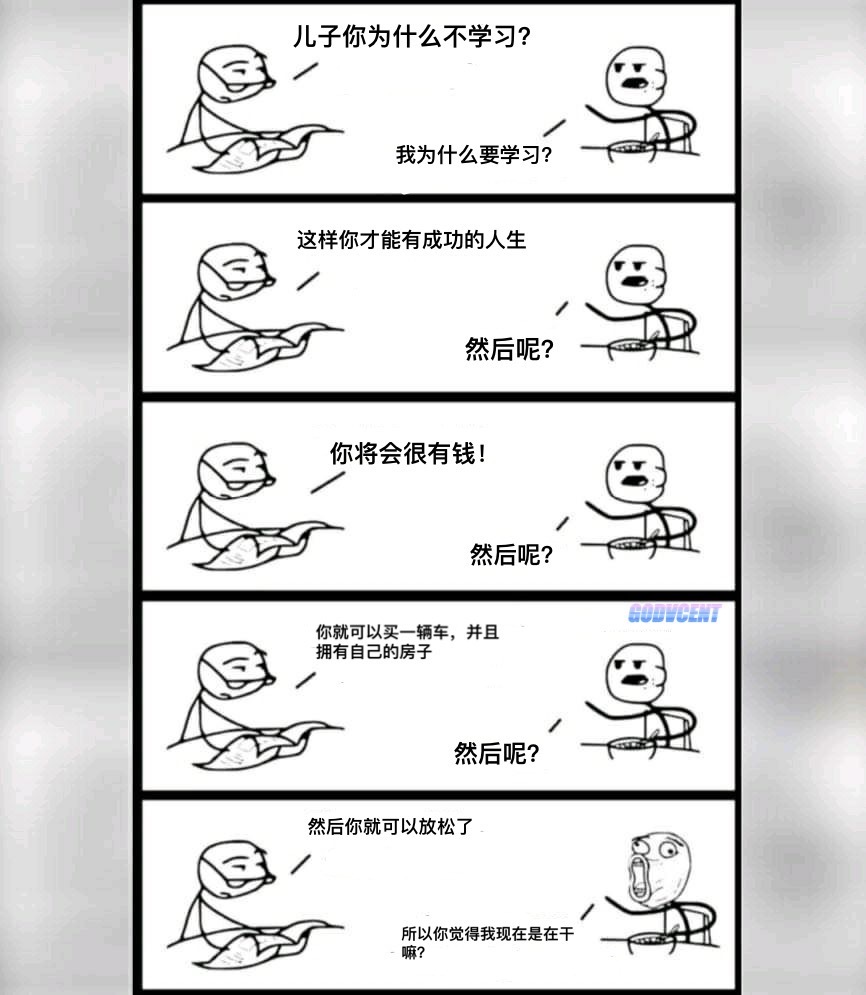 儿子你为什么不学习？
我为什么要学习？
这样你才能有成功的人生
然后呢？
你将会很有钱！
然后呢？
GODVCENT
你就可以买一辆车，并且
拥有自己的房子
然后呢？
然后你就可以放松了
所以你觉得我现在是在干
嘛？